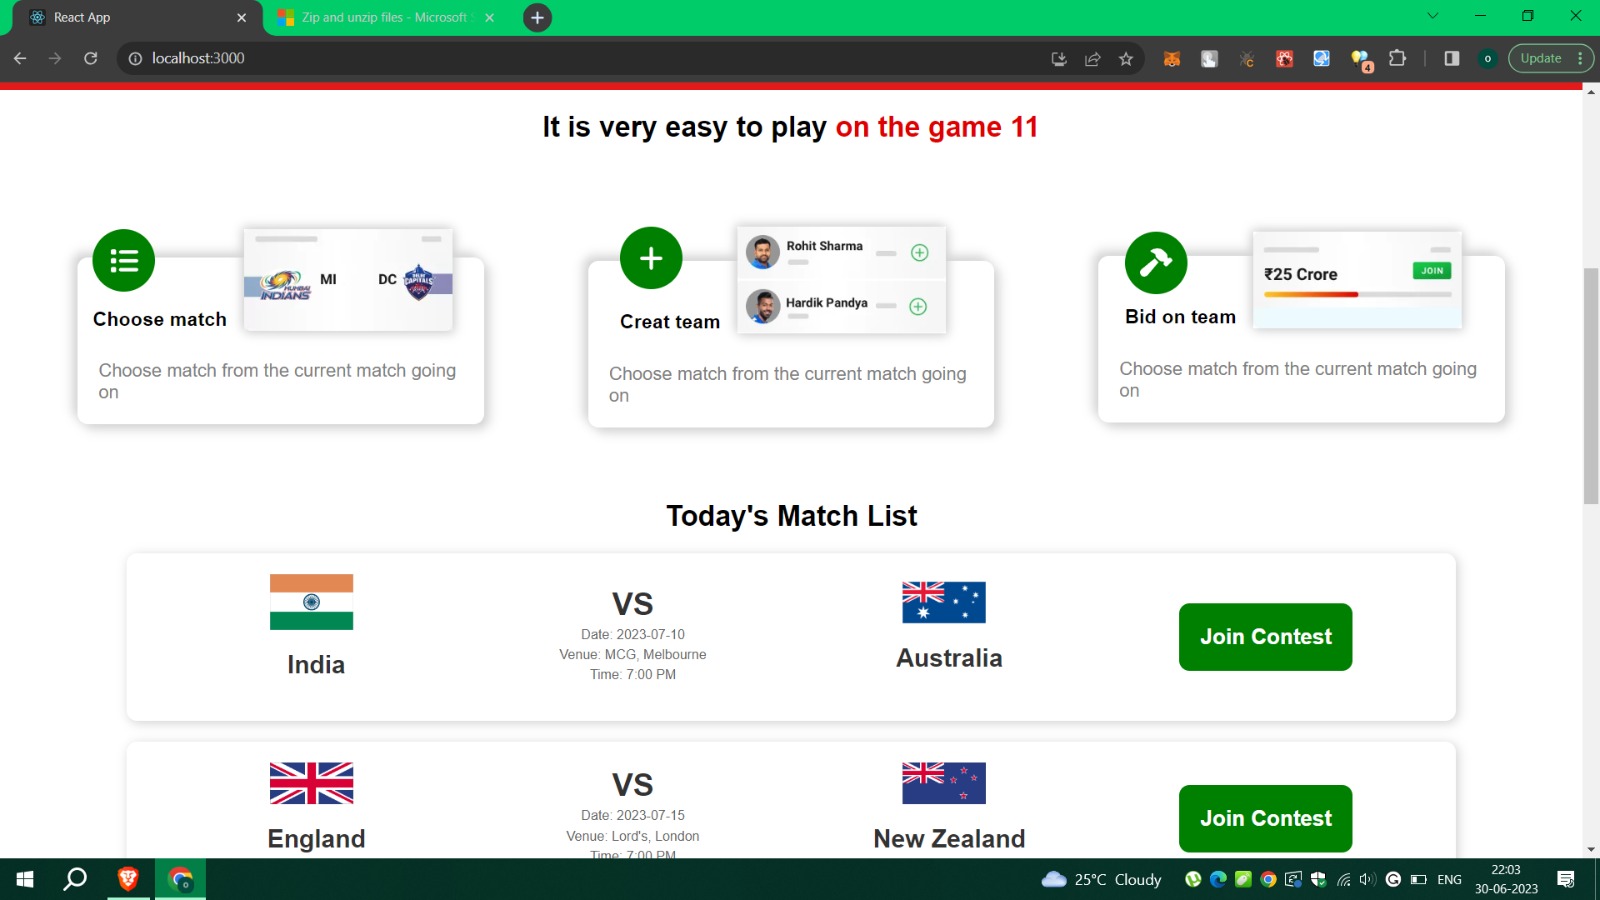 React App
Zip and unzip files - Microsoft S
localhost:3000
4
o
Update
It is very easy to play on the game 11
MUMBAI
INDIANS
MI
DC
DELHI
CAPITALS
Choose match
Choose match from the current match going
on
Rohit Sharma
Hardik Pandya
Creat team
Choose match from the current match going
on
₹25 Crore
JOIN
Bid on team
Choose match from the current match going
on
Today's Match List
India
VS
Date: 2023-07-10
Venue: MCG, Melbourne
Time: 7:00 PM
Australia
Join Contest
England
VS
Date: 2023-07-15
Venue: Lord's, London
Time: 7:00 PM
New Zealand
Join Contest
25°C Cloudy
ENG
22:03
30-06-2023